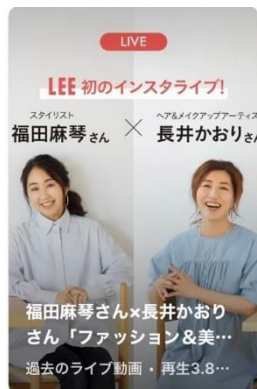 LIVE
LEE 初のインスタライブ!
スタイリスト
福田麻琴さん
×
ヘア&メイクアップアーティス
長井かおりさ
福田麻琴さん×長井かおり
さん「ファッション&美…
過去のライブ動画・再生3.8…